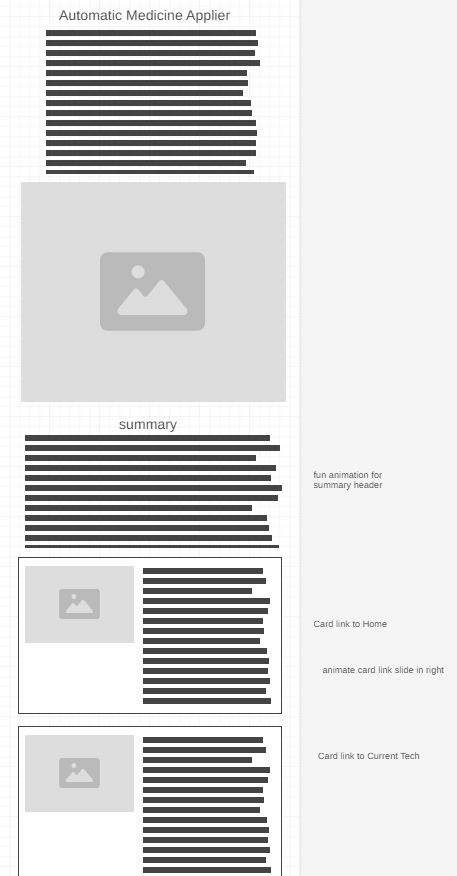 Automatic Medicine Applier
summary
fun animation for
summary header
Card link to Home
animate card link slide in right
Card link to Current Tech